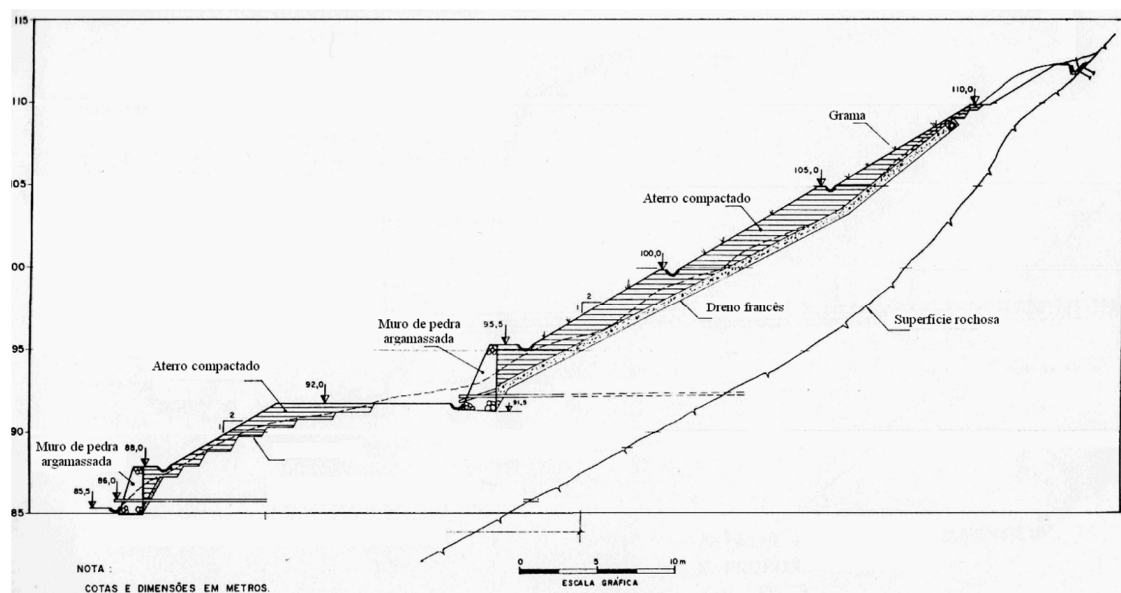 115
110
110,0
Grama
105,0
105
Aterro compactado
100,0
00
2
1
Dreno francês
Superfície rochosa
Muro de pedra
argamassada
95,5
95
Aterro compactado
92,0
91,5
2
1
90
Muro de pedra
argamassada
88,0
86,0
85,5
85
NOTA :
COTAS E DIMENSÕES EM METROS.
0 5 10 m
ESCALA GRÁFICA